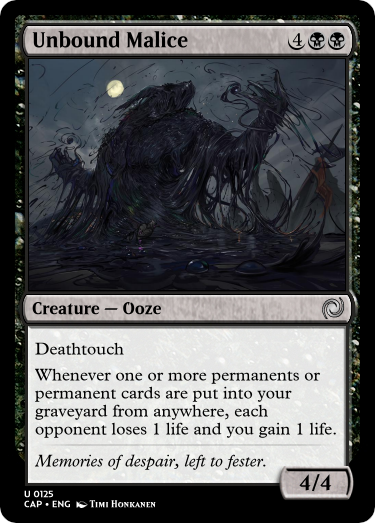 Unbound Malice 4
Creature — Ooze
Deathtouch
Whenever one or more permanents or
permanent cards are put into your
graveyard from anywhere, each
opponent loses 1 life and you gain 1 life.
Memories of despair, left to fester.
4/4
U 0125
CAP • ENG Timi Honkanen